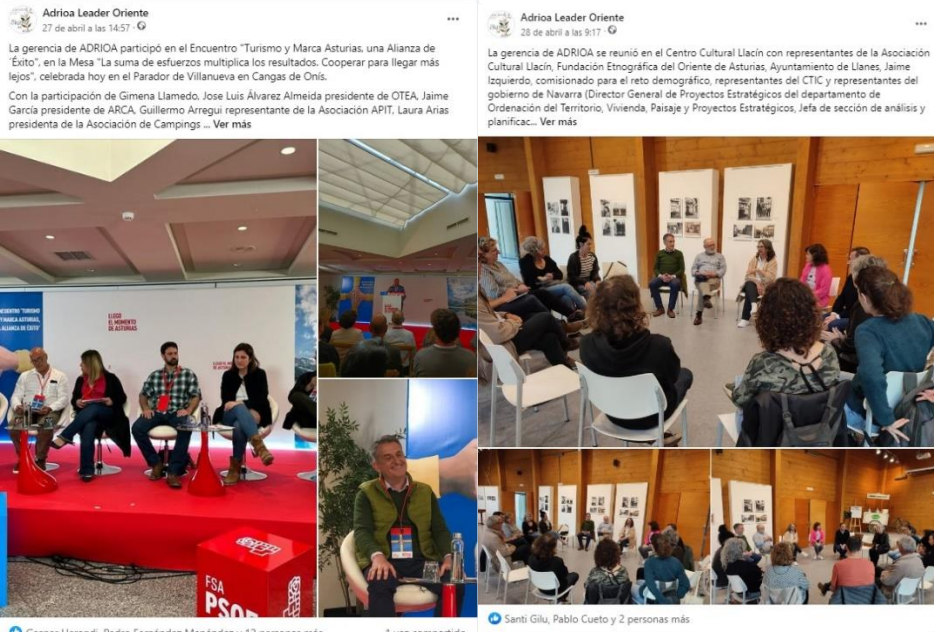 Adrioa Leader Oriente
27 de abril a las 14:57 ·
La gerencia de ADRIOA participó en el Encuentro "Turismo y Marca Asturias, una Alianza de
´Éxito", en la Mesa "La suma de esfuerzos multiplica los resultados. Cooperar para llegar más
lejos", celebrada hoy en el Parador de Villanueva en Cangas de Onís.
Con la participación de Gimena Llamedo, Jose Luis Álvarez Almeida presidente de OTEA, Jaime
García presidente de ARCA, Guillermo Arregui representante de la Asociación APIT, Laura Arias
presidenta de la Asociación de Campings ... Ver más
ENCUENTRO "TURISMO
Y MARCA ASTURIAS,
ALIANZA DE ÉXITO"
LLEGÓ
EL MOMENTO
DE ASTURIAS
FSA
PSOE
1 vez compartido
Adrioa Leader Oriente
28 de abril a las 9:17 ·
La gerencia de ADRIOA se reunió en el Centro Cultural Llacín con representantes de la Asociación
Cultural Llacín, Fundación Etnográfica del Oriente de Asturias, Ayuntamiento de Llanes, Jaime
Izquierdo, comisionado para el reto demográfico, representantes del CTIC y representantes del
gobierno de Navarra (Director General de Proyectos Estratégicos del departamento de
Ordenación del Territorio, Vivienda, Paisaje y Proyectos Estratégicos, Jefa de sección de análisis y
planificac... Ver más
Santi Gilu, Pablo Cueto y 2 personas más